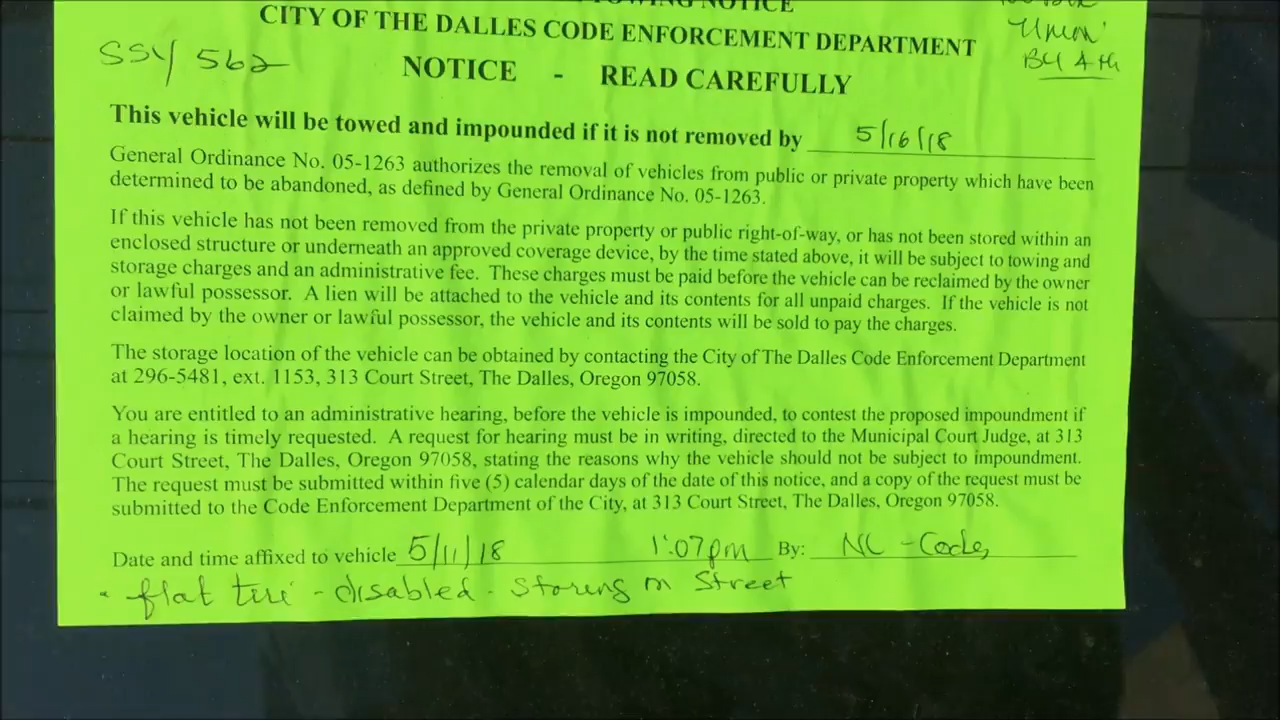 NOTICE
CITY OF THE DALLES CODE ENFORCEMENT DEPARTMENT
Union
SSY 562
B4 4th
NOTICE - READ CAREFULLY
This vehicle will be towed and impounded if it is not removed by 5/16/18
General Ordinance No. 05-1263 authorizes the removal of vehicles from public or private property which have been
determined to be abandoned, as defined by General Ordinance No. 05-1263.
If this vehicle has not been removed from the private property or public right-of-way, or has not been stored within an
enclosed structure or underneath an approved coverage device, by the time stated above, it will be subject to towing and
storage charges and an administrative fee. These charges must be paid before the vehicle can be reclaimed by the owner
or lawful possessor. A lien will be attached to the vehicle and its contents for all unpaid charges. If the vehicle is not
claimed by the owner or lawful possessor, the vehicle and its contents will be sold to pay the charges.
The storage location of the vehicle can be obtained by contacting the City of The Dalles Code Enforcement Department
at 296-5481, ext. 1153, 313 Court Street, The Dalles, Oregon 97058.
You are entitled to an administrative hearing, before the vehicle is impounded, to contest the proposed impoundment if
a hearing is timely requested. A request for hearing must be in writing, directed to the Municipal Court Judge, at 313
Court Street, The Dalles, Oregon 97058, stating the reasons why the vehicle should not be subject to impoundment.
The request must be submitted within five (5) calendar days of the date of this notice, and a copy of the request must be
submitted to the Code Enforcement Department of the City, at 313 Court Street, The Dalles, Oregon 97058.
Date and time affixed to vehicle 5/11/18 1:07pm By: NC - Codes
- flat tire - disabled - storing on Street